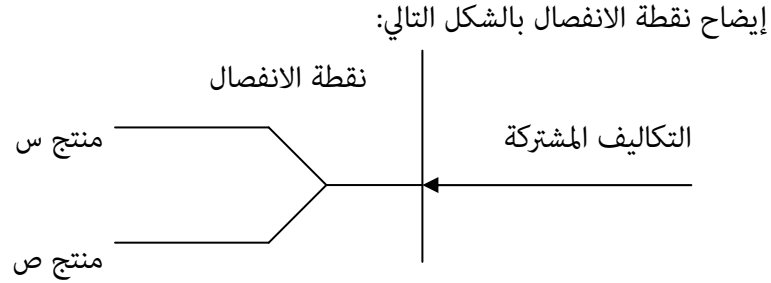 إيضاح نقطة الانفصال بالشكل التالي:
نقطة الانفصال
التكاليف المشتركة
منتج س
منتج ص